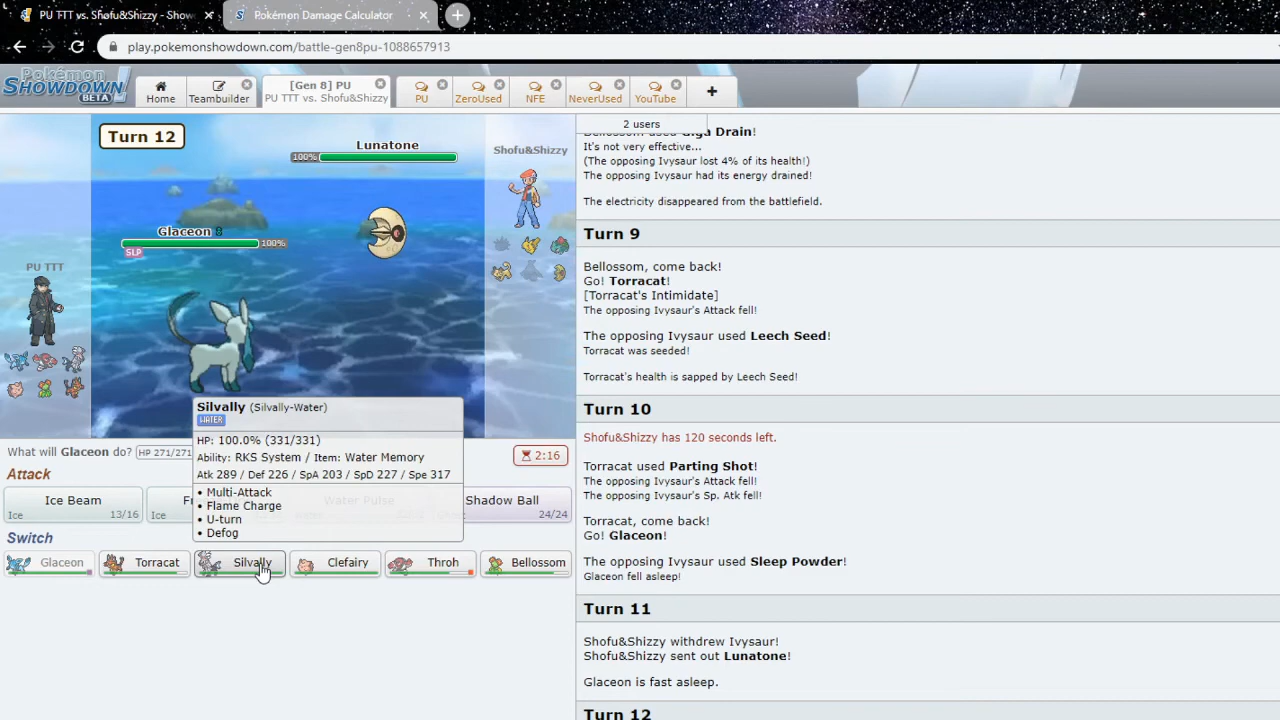 PU TTT vs. Shofu&Shizzy - Show
Pokémon Damage Calculator
play.pokemonshowdown.com/battle-gen8pu-1088657913
Pokémon
SHOWDOWN
BETA
Home
Teambuilder
[Gen 8] PU
PU TTT vs. Shofu&Shizzy
PU
ZeroUsed
NFE
NeverUsed
YouTube
2 users
Turn 12
Lunatone
100%
Shofu&Shizzy
Glaceon
100%
SLP
PU TTT
Silvally (Silvally-Water)
WATER
HP: 100.0% (331/331)
Ability: RKS System / Item: Water Memory
Atk 289 / Def 226 / SpA 203 / SpD 227 / Spe 317
• Multi-Attack
• Flame Charge
• U-turn
• Defog
What will Glaceon do? HP 271/271
2:16
Attack
Ice Beam
Ice 13/16
Ice
Water Pulse
Shadow Ball
24/24
Switch
Glaceon
Torracat
Silvally
Clefairy
Throh
Bellossom
Bellossom used Giga Drain!
It's not very effective...
(The opposing Ivysaur lost 4% of its health!)
The opposing Ivysaur had its energy drained!
The electricity disappeared from the battlefield.
Turn 9
Bellossom, come back!
Go! Torracat!
[Torracat's Intimidate]
The opposing Ivysaur's Attack fell!
The opposing Ivysaur used Leech Seed!
Torracat was seeded!
Torracat's health is sapped by Leech Seed!
Turn 10
Shofu&Shizzy has 120 seconds left.
Torracat used Parting Shot!
The opposing Ivysaur's Attack fell!
The opposing Ivysaur's Sp. Atk fell!
Torracat, come back!
Go! Glaceon!
The opposing Ivysaur used Sleep Powder!
Glaceon fell asleep!
Turn 11
Shofu&Shizzy withdrew Ivysaur!
Shofu&Shizzy sent out Lunatone!
Glaceon is fast asleep.
Turn 12